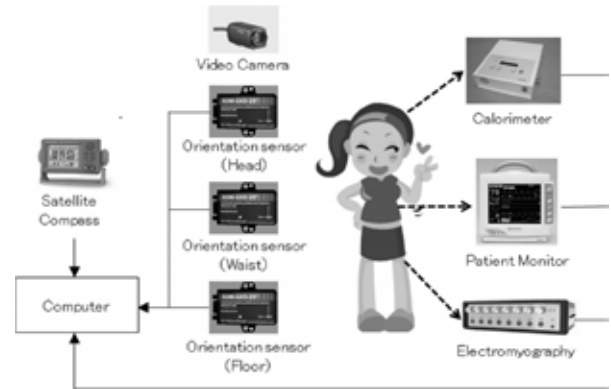 Video Camera
Orientation sensor
(Head)
Satellite
Compass
Orientation sensor
(Waist)
Computer
Orientation sensor
(Floor)
Calorimeter
Patient Monitor
Electromyography